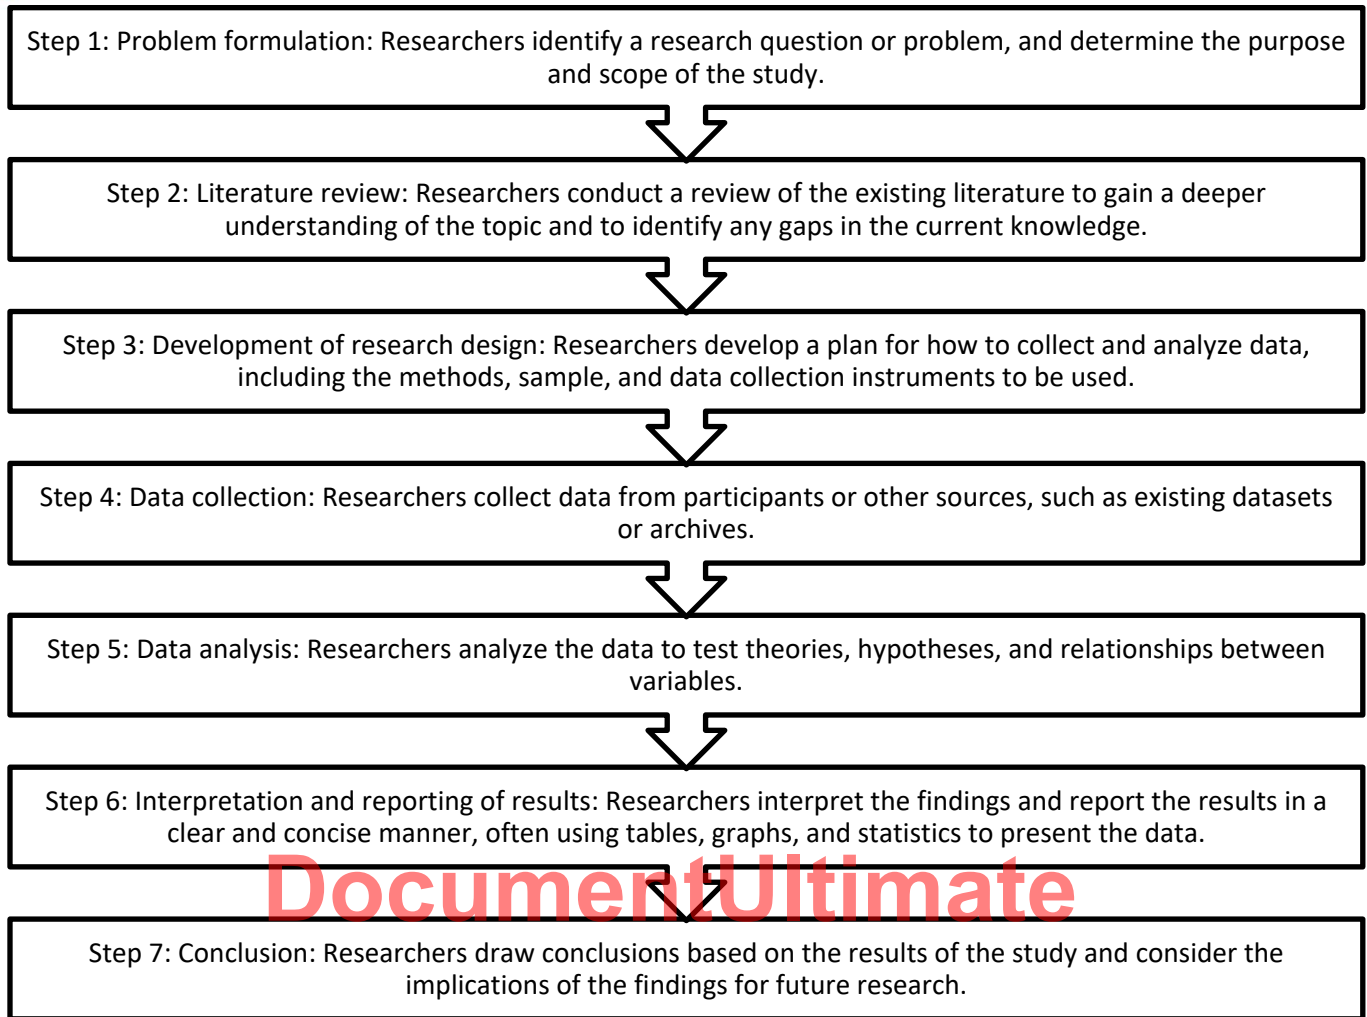 Step 1: Problem formulation: Researchers identify a research question or problem, and determine the purpose
and scope of the study.
Step 2: Literature review: Researchers conduct a review of the existing literature to gain a deeper
understanding of the topic and to identify any gaps in the current knowledge.
Step 3: Development of research design: Researchers develop a plan for how to collect and analyze data,
including the methods, sample, and data collection instruments to be used.
Step 4: Data collection: Researchers collect data from participants or other sources, such as existing datasets
or archives.
Step 5: Data analysis: Researchers analyze the data to test theories, hypotheses, and relationships between
variables.
Step 6: Interpretation and reporting of results: Researchers interpret the findings and report the results in a
clear and concise manner, often using tables, graphs, and statistics to present the data.
DocumentUltimate
Step 7: Conclusion: Researchers draw conclusions based on the results of the study and consider the
implications of the findings for future research.